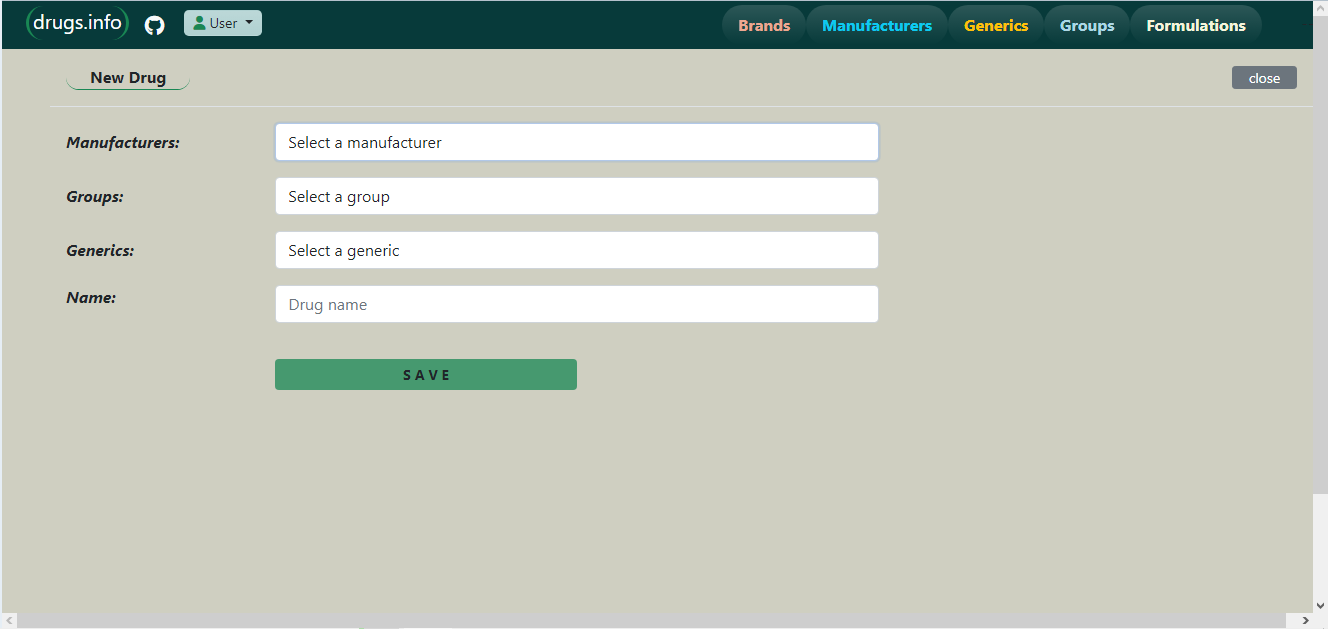 drugs.info User Brands Manufacturers Generics Groups Formulations
New Drug close
Manufacturers: Select a manufacturer
Groups: Select a group
Generics: Select a generic
Name: Drug name
SAVE